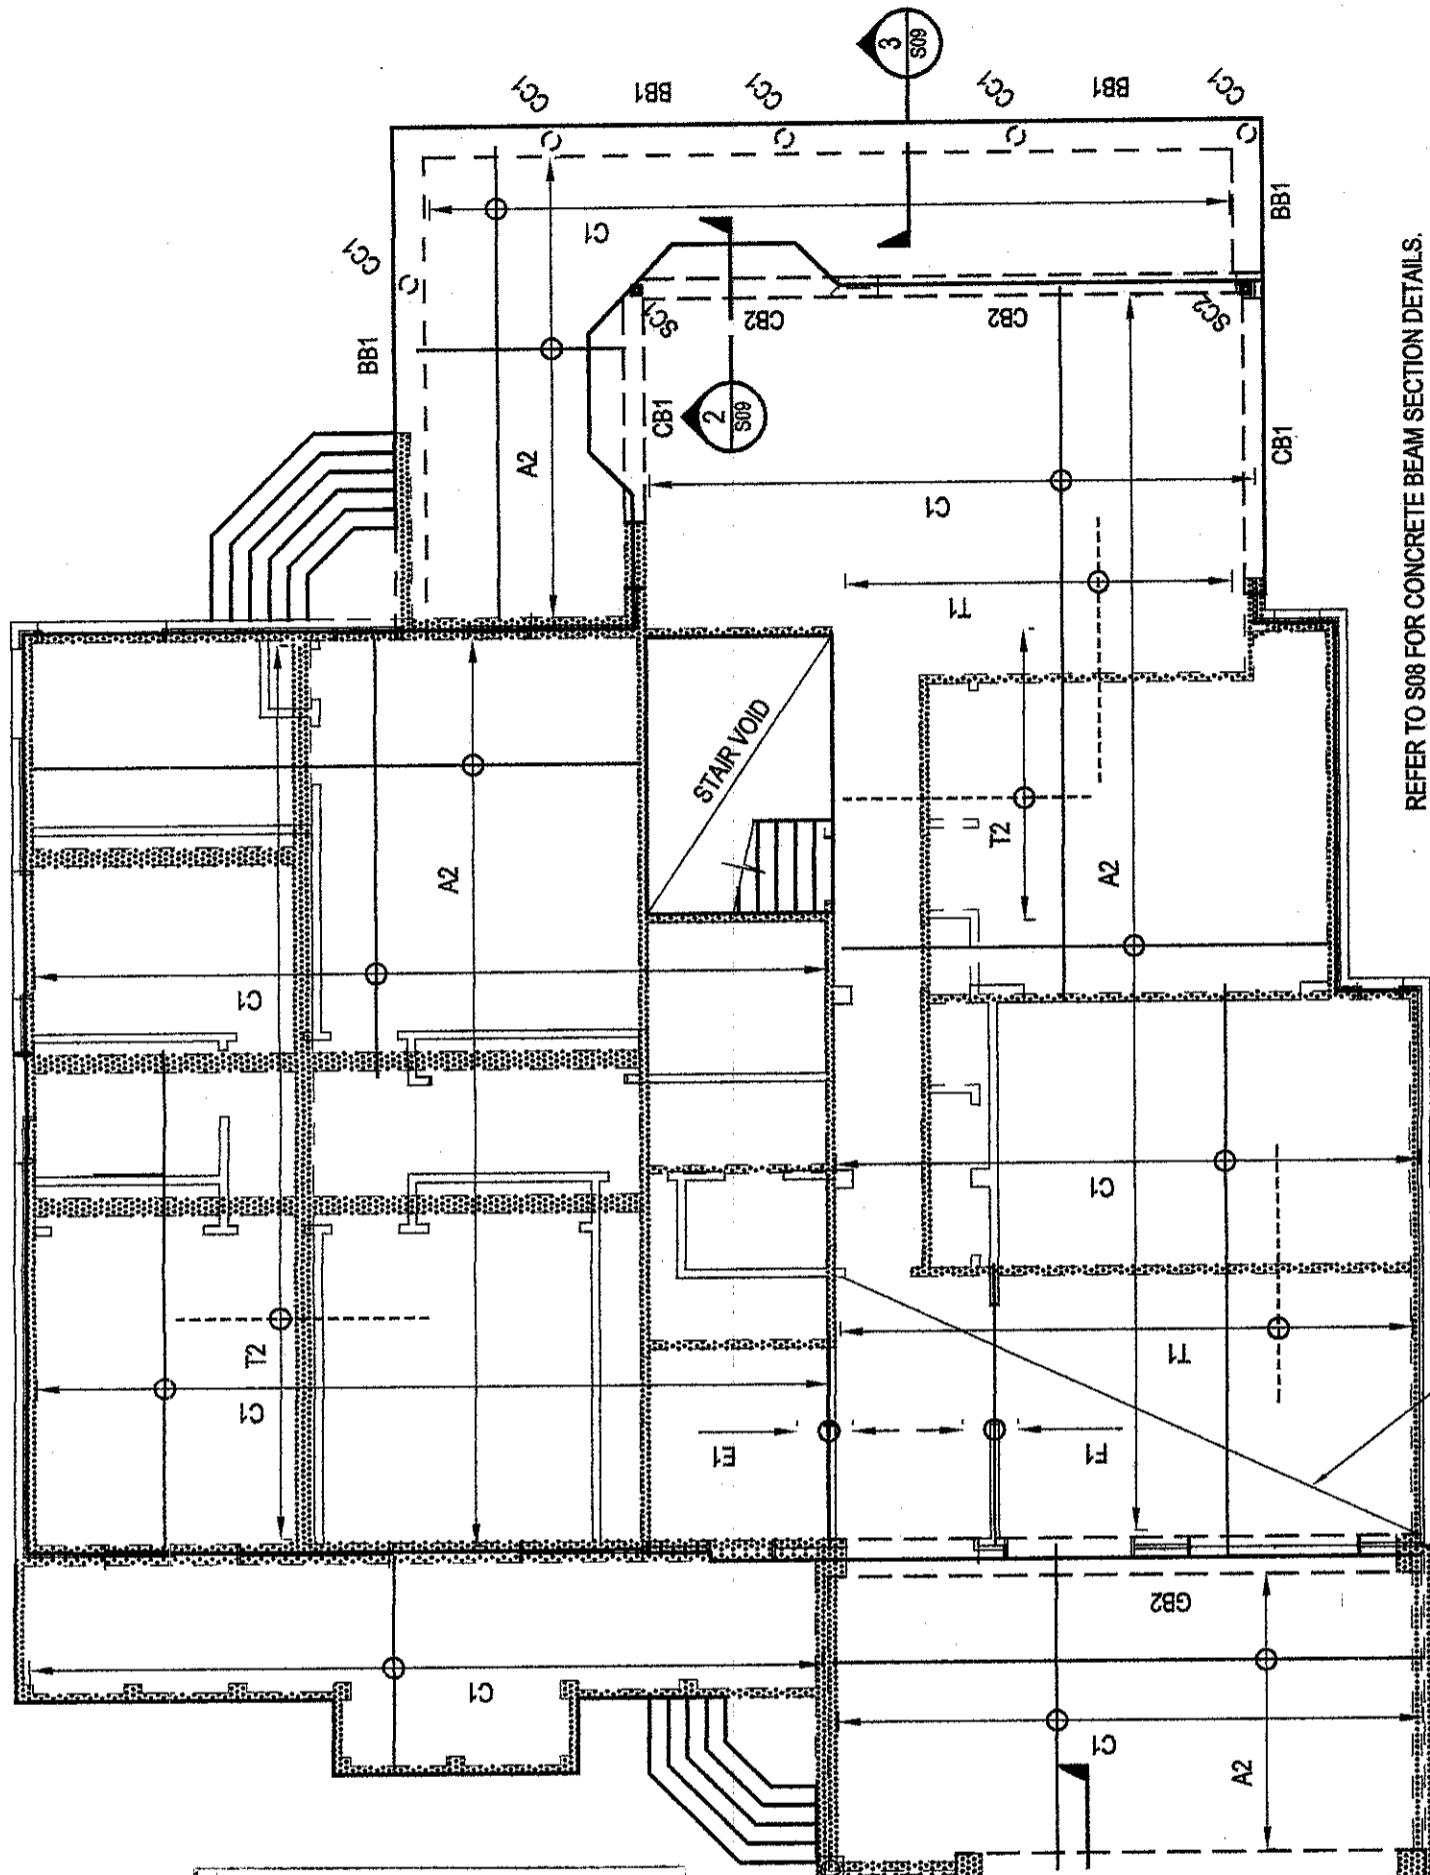 3
S09
CC1
BB1
CC1
CC1
BB1
CC1
CC1
C1
BB1
BB1
SC1
CB2
CB2
SC2
CB1
2
S09
A2
CB1
C1
T1
STAIR VOID
T2
A2
A2
C1
C1
T2
C1
T1
E1
F1
GB2
C1
C1
A2
REFER TO S08 FOR CONCRETE BEAM SECTION DETAILS.